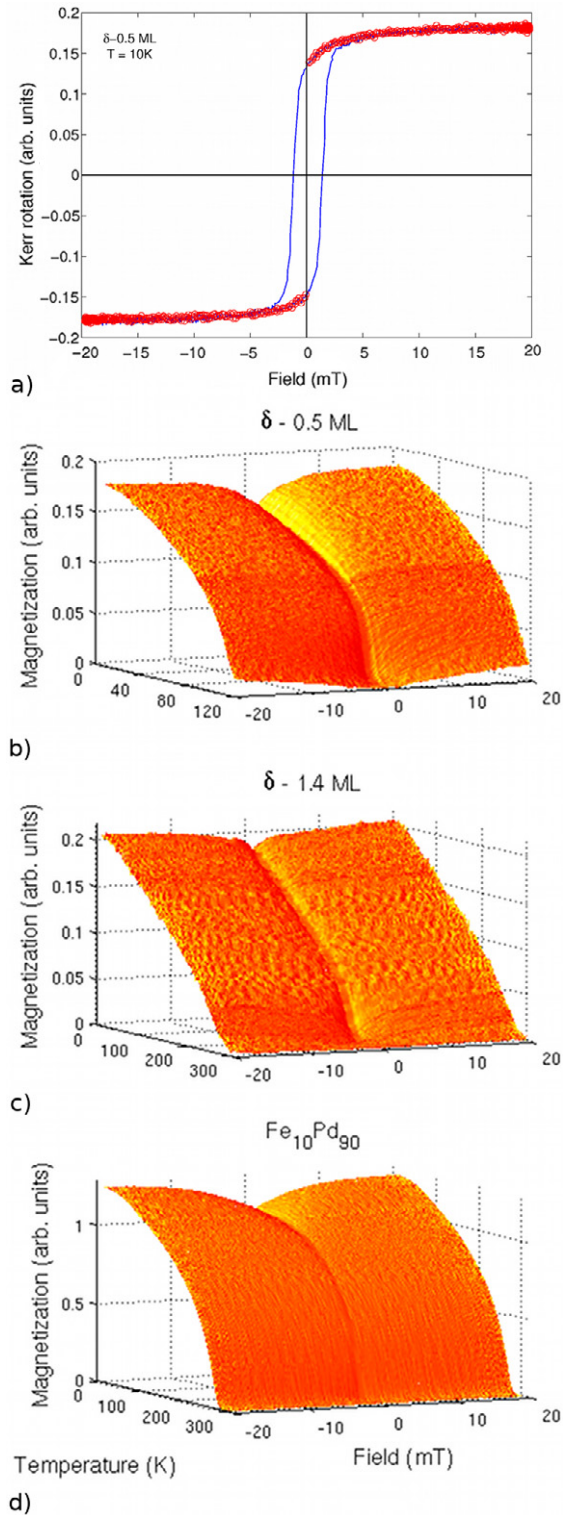 0.2
δ-0.5 ML
T = 10K
0.15
0.1
0.05
0
−0.05
−0.1
−0.15
−0.2
Kerr rotation (arb. units)
−20 −15 −10 −5 0 5 10 15 20
Field (mT)
a)
δ - 0.5 ML
0.2
0.15
0.1
0.05
0
Magnetization (arb. units)
0 40 80 120
-20 -10 0 10 20
b)
δ - 1.4 ML
0.2
0.15
0.1
0.05
0
Magnetization (arb. units)
0 100 200 300
-20 -10 0 10 20
c)
Fe10Pd90
1
0.5
0
Magnetization (arb. units)
0 100 200 300
-20 -10 0 10 20
Temperature (K) Field (mT)
d)